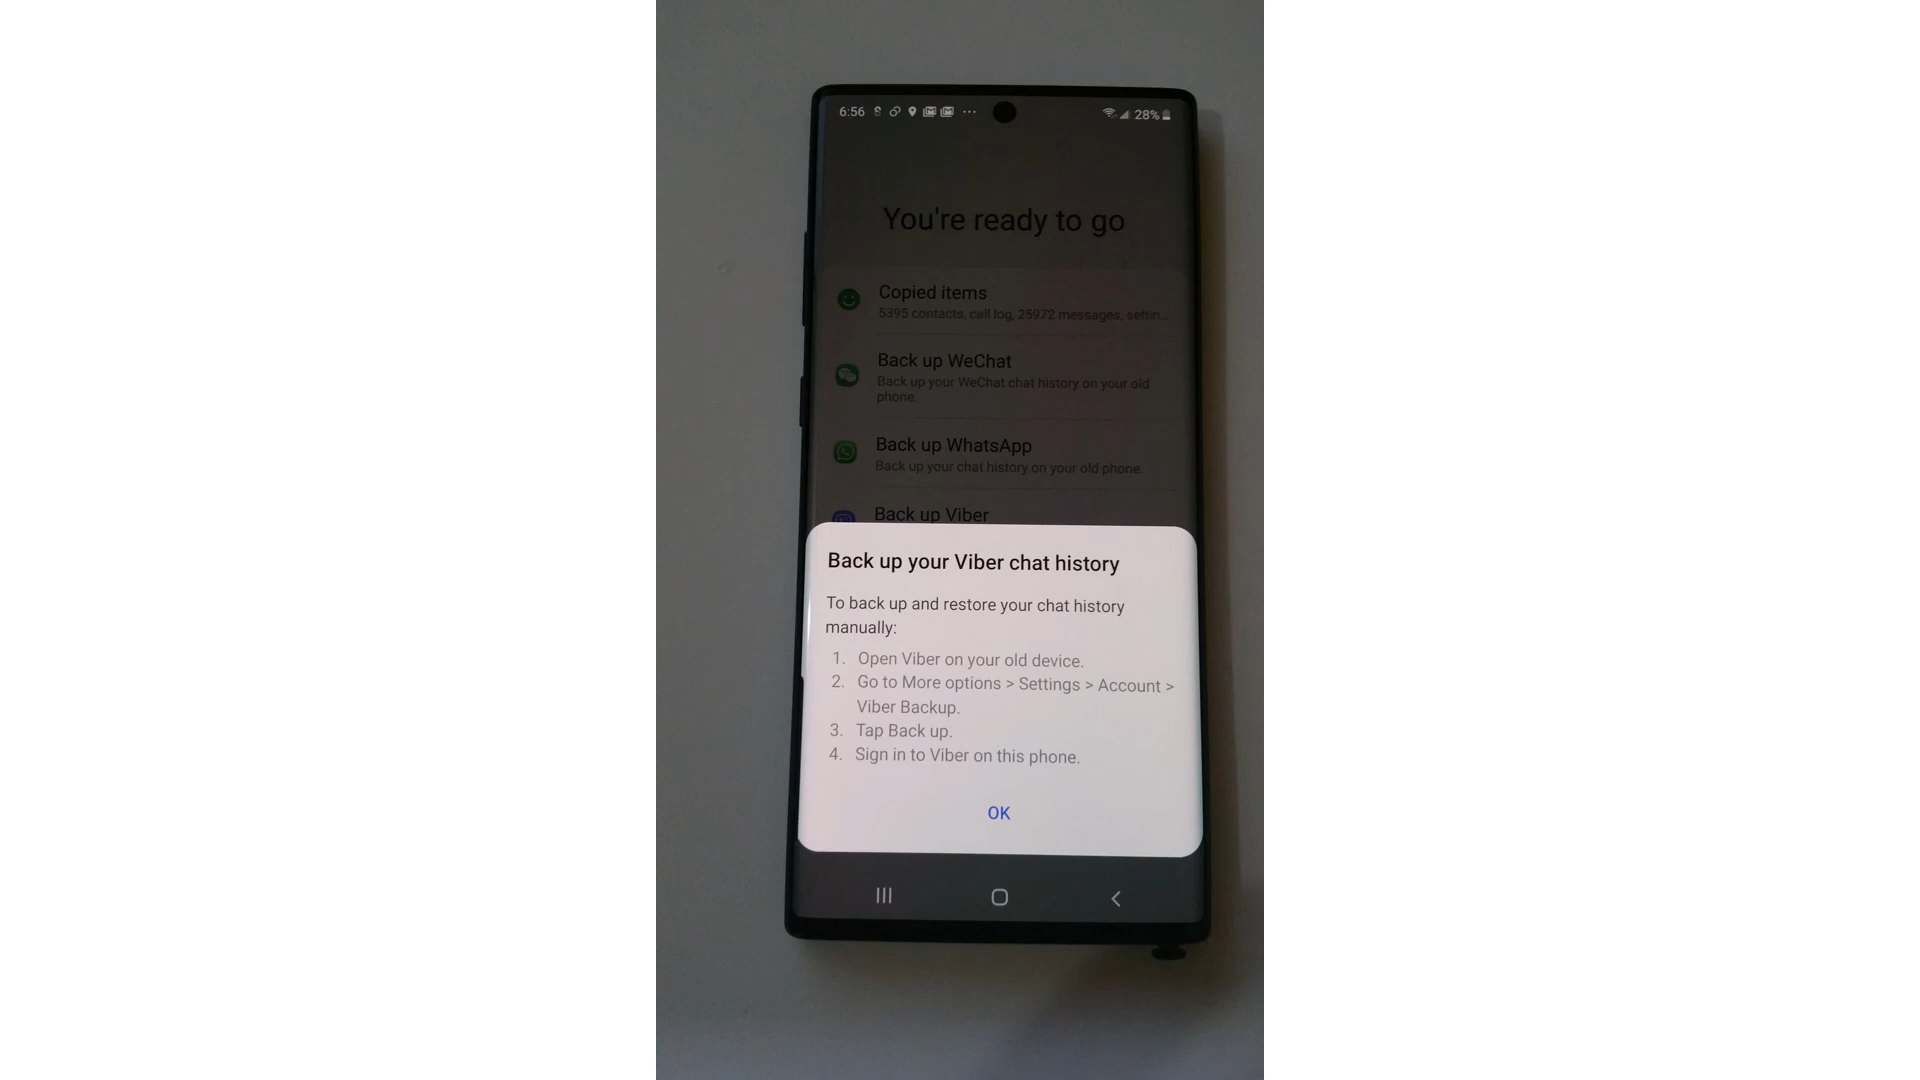 6:56 28%
You're ready to go
Copied items
5395 contacts, call log, 25972 messages, settin...
Back up WeChat
Back up your WeChat chat history on your old
phone.
Back up WhatsApp
Back up your chat history on your old phone.
Back up Viber
Back up your Viber chat history
To back up and restore your chat history
manually:
1. Open Viber on your old device.
2. Go to More options > Settings > Account >
Viber Backup.
3. Tap Back up.
4. Sign in to Viber on this phone.
OK